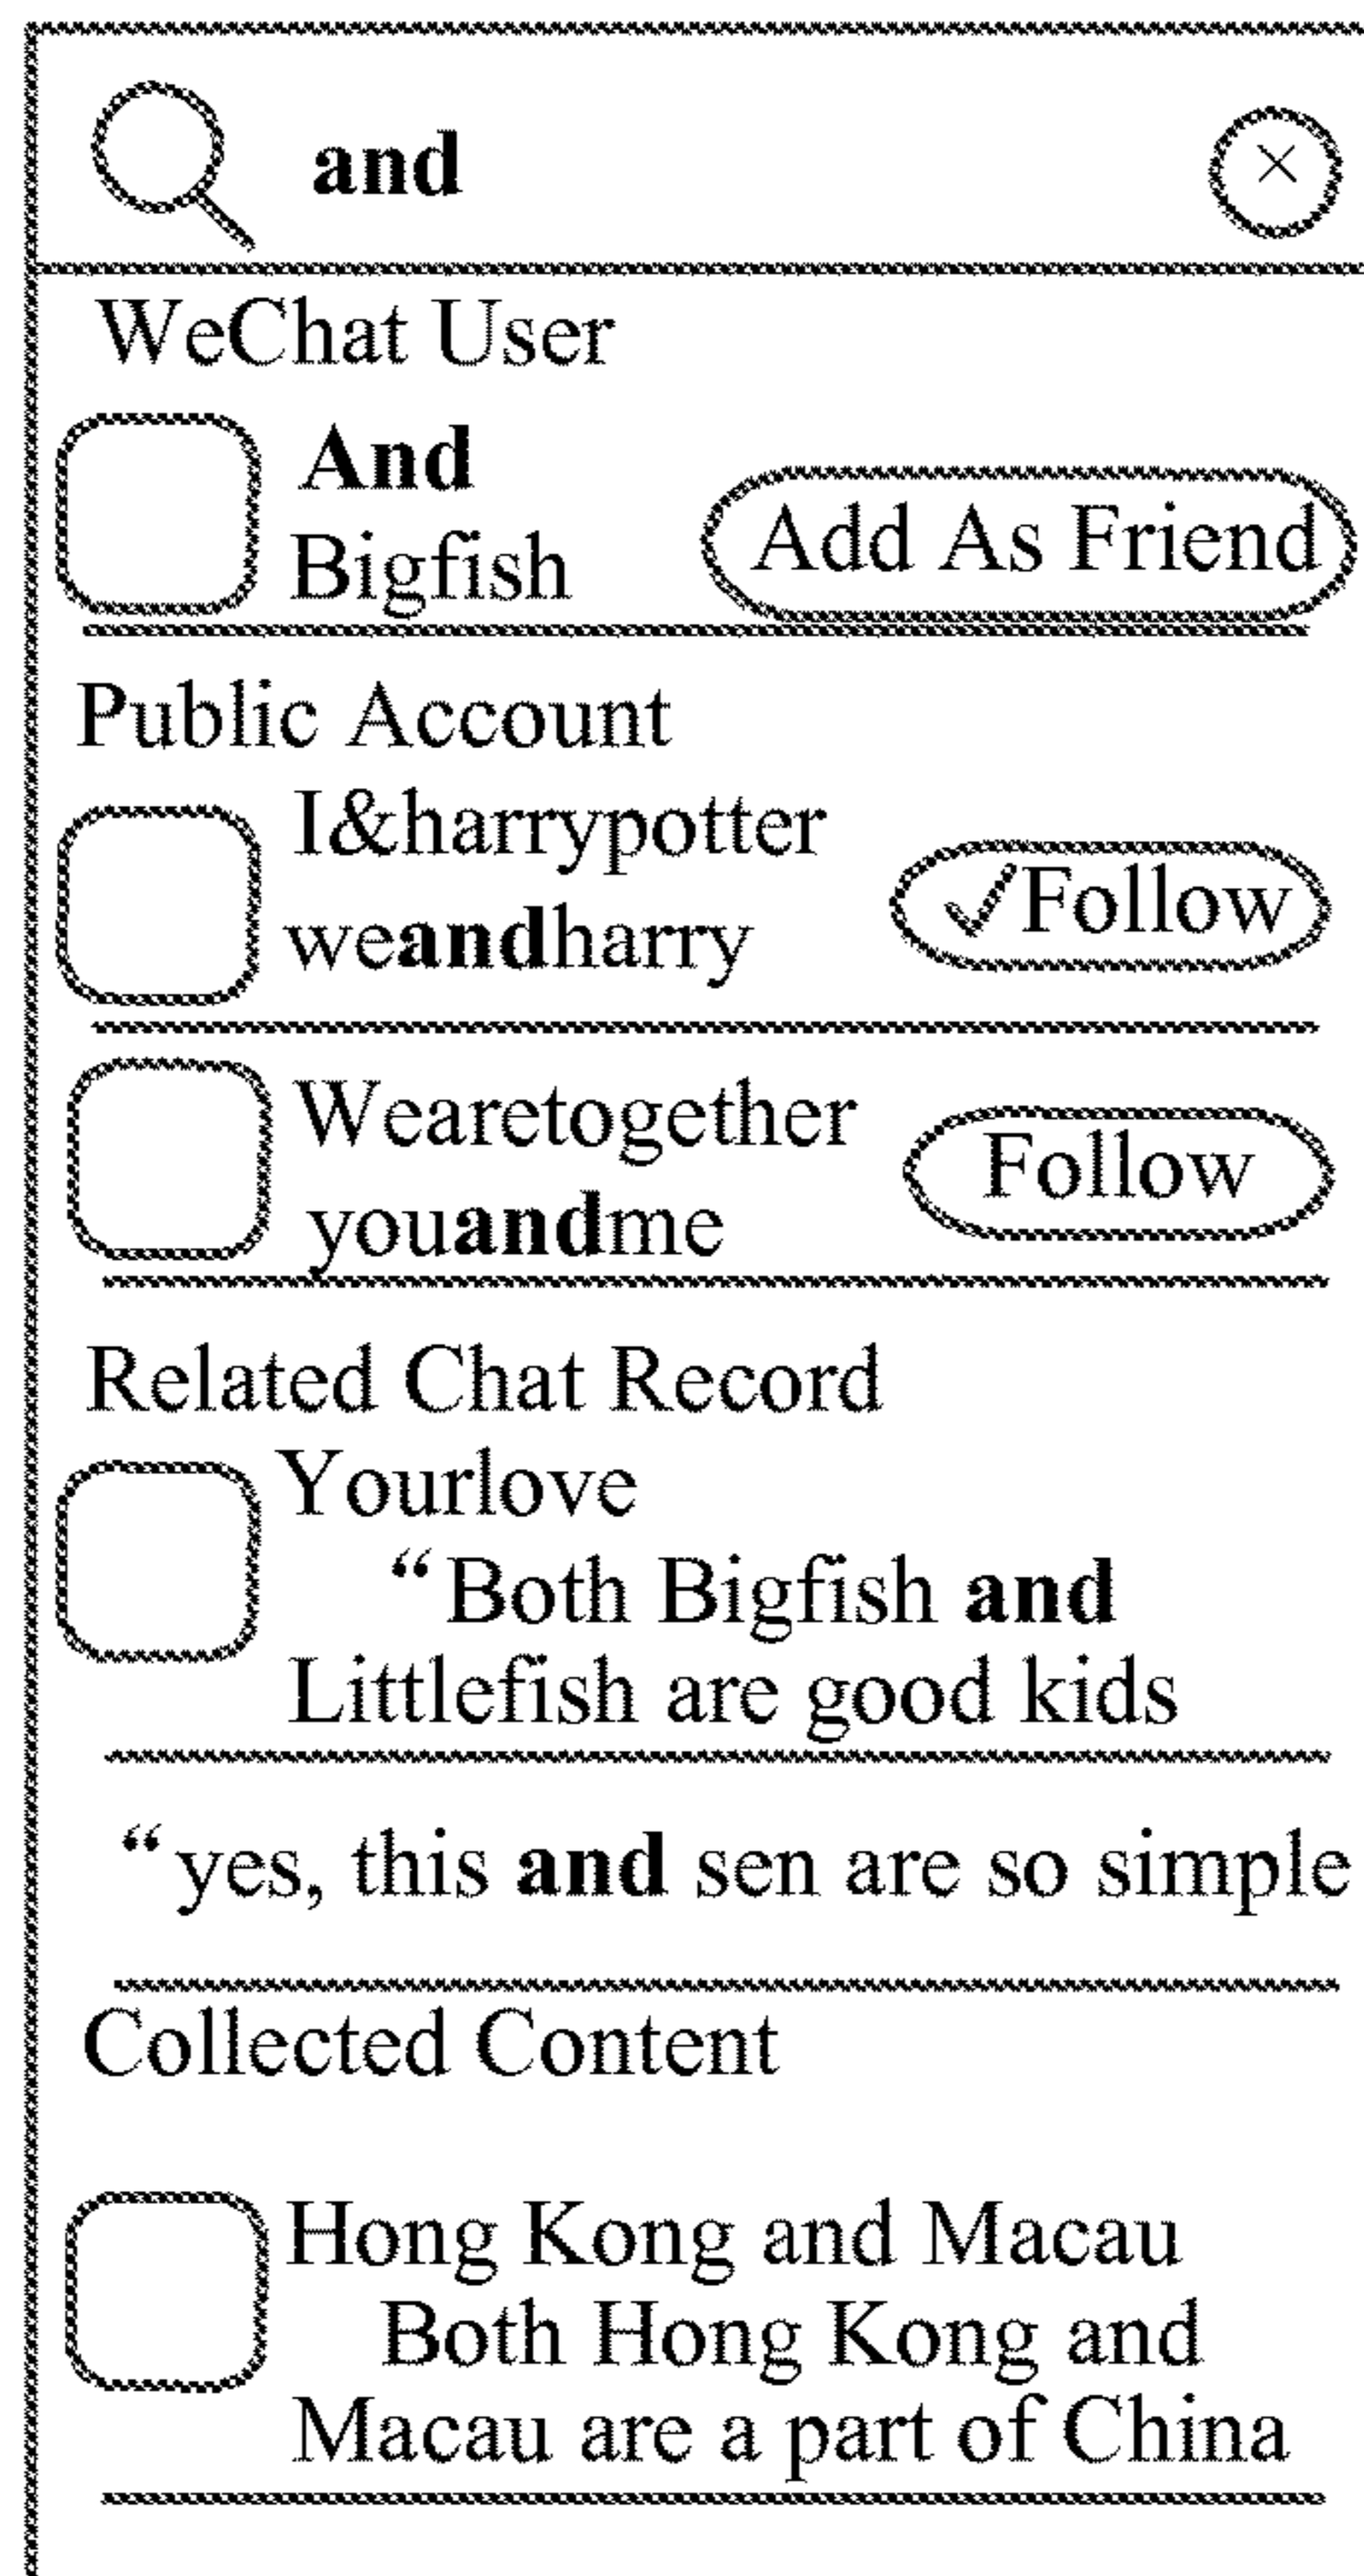 and
WeChat User
And
Bigfish
Add As Friend
Public Account
I&harrypotter
weandharry
✓Follow
Wearetogether
youandme
Follow
Related Chat Record
Yourlove
“Both Bigfish and
Littlefish are good kids
“yes, this and sen are so simple
Collected Content
Hong Kong and Macau
Both Hong Kong and
Macau are a part of China